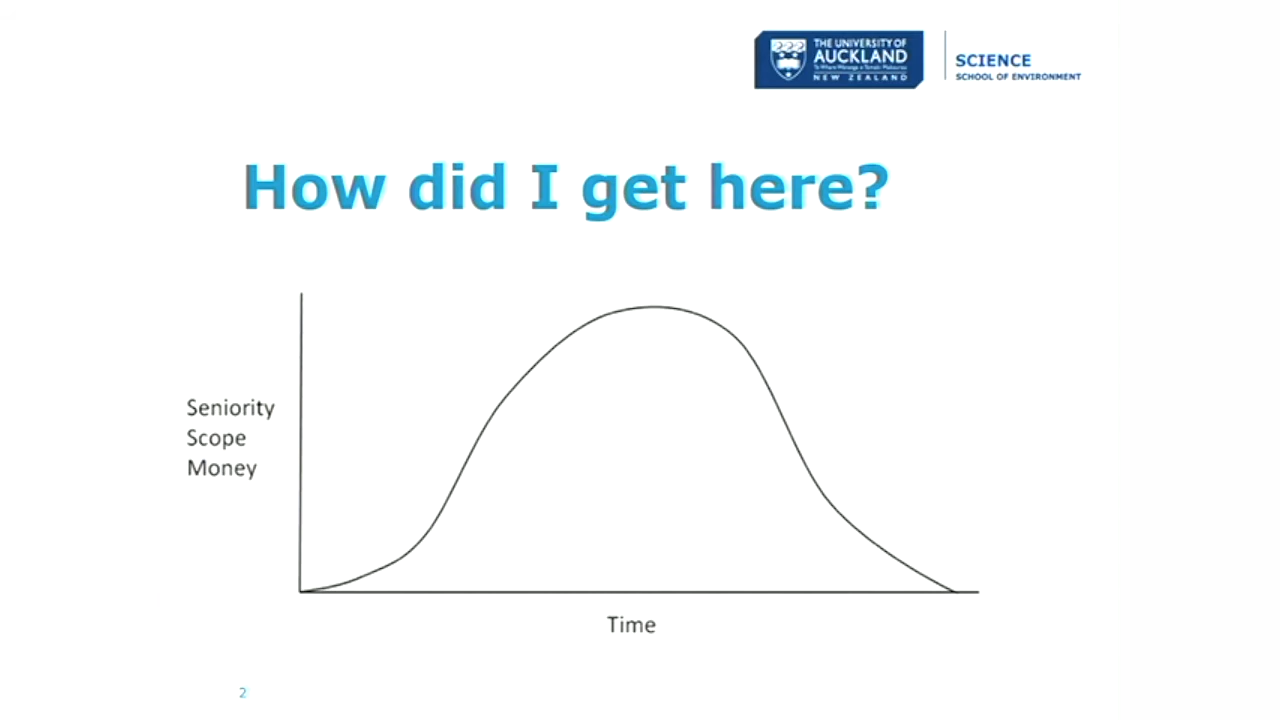 THE UNIVERSITY OF
AUCKLAND
Te Whare Wānanga o Tāmaki Makaurau
NEW ZEALAND
SCIENCE
SCHOOL OF ENVIRONMENT
How did I get here?
Seniority
Scope
Money
Time
2